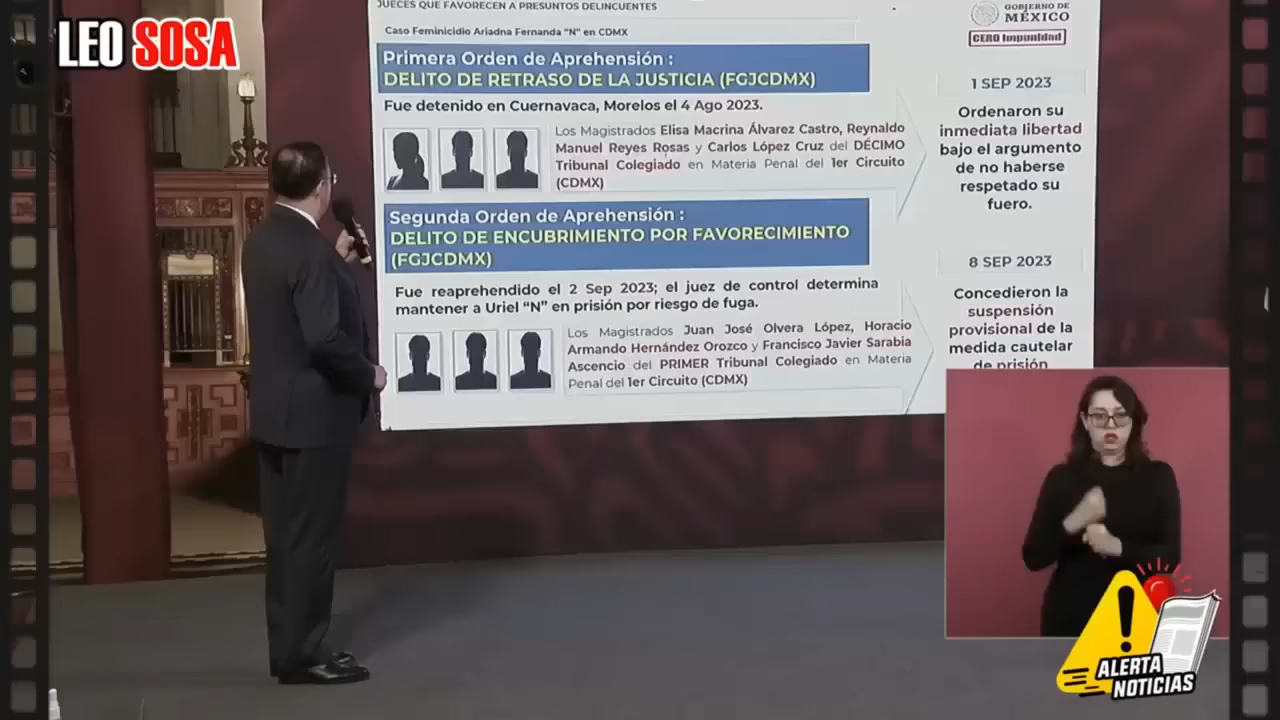 LEO SOSA
JUECES QUE FAVORECEN A PRESUNTOS DELINCUENTES
Caso Feminicidio Ariadna Fernanda "N" en CDMX
GOBIERNO DE
MÉXICO
CERO Impunidad
Primera Orden de Aprehensión :
DELITO DE RETRASO DE LA JUSTICIA (FGJCDMX)
Fue detenido en Cuernavaca, Morelos el 4 Ago 2023.
Los Magistrados Elisa Macrina Álvarez Castro, Reynaldo
Manuel Reyes Rosas y Carlos López Cruz del DÉCIMO
Tribunal Colegiado en Materia Penal del 1er Circuito
(CDMX)
1 SEP 2023
Ordenaron su
inmediata libertad
bajo el argumento
de no haberse
respetado su
fuero.
Segunda Orden de Aprehensión :
DELITO DE ENCUBRIMIENTO POR FAVORECIMIENTO
(FGJCDMX)
Fue reaprehendido el 2 Sep 2023; el juez de control determina
mantener a Uriel "N" en prisión por riesgo de fuga.
Los Magistrados Juan José Olvera López, Horacio
Armando Hernández Orozco y Francisco Javier Sarabia
Ascencio del PRIMER Tribunal Colegiado en Materia
Penal del 1er Circuito (CDMX)
8 SEP 2023
Concedieron la
suspensión
provisional de la
medida cautelar
de prisión
ALERTA
NOTICIAS